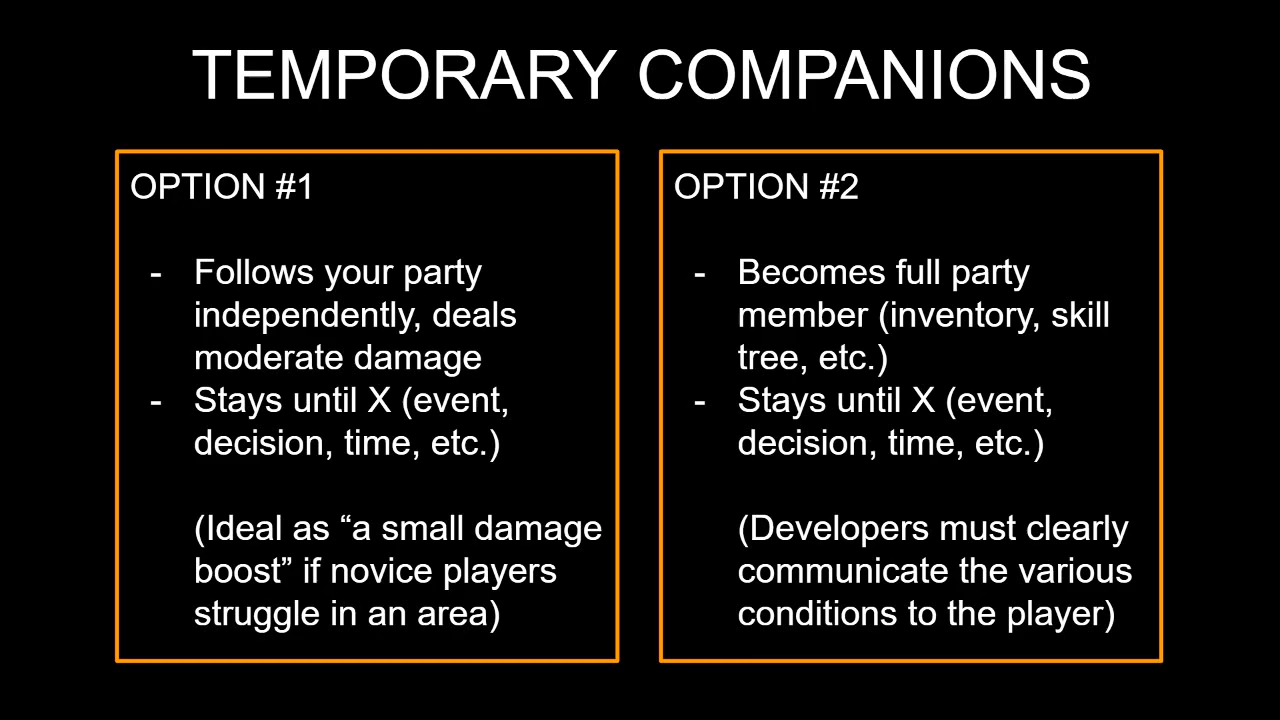 TEMPORARY COMPANIONS
OPTION #1
- Follows your party
independently, deals
moderate damage
- Stays until X (event,
decision, time, etc.)
(Ideal as “a small damage
boost” if novice players
struggle in an area)
OPTION #2
- Becomes full party
member (inventory, skill
tree, etc.)
- Stays until X (event,
decision, time, etc.)
(Developers must clearly
communicate the various
conditions to the player)